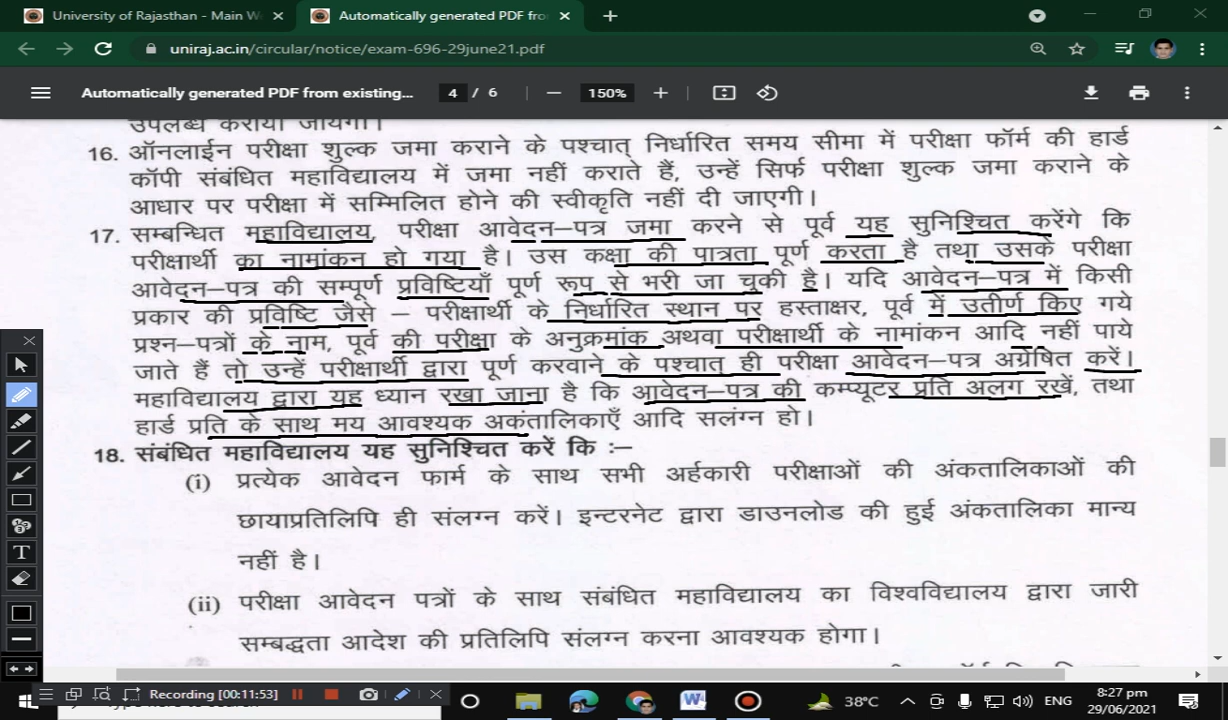 University of Rajasthan - Main W
Automatically generated PDF fro
uniraj.ac.in/circular/notice/exam-696-29june21.pdf
Automatically generated PDF from existing... 4 / 6 150%
उपलब्ध कराया जायेगा।
16. ऑनलाईन परीक्षा शुल्क जमा कराने के पश्चात् निर्धारित समय सीमा में परीक्षा फॉर्म की हार्ड
कॉपी संबंधित महाविद्यालय में जमा नहीं कराते हैं, उन्हें सिर्फ परीक्षा शुल्क जमा कराने के
आधार पर परीक्षा में सम्मिलित होने की स्वीकृति नहीं दी जाएगी।
17. सम्बन्धित महाविद्यालय, परीक्षा आवेदन–पत्र जमा करने से पूर्व यह सुनिश्चित करेंगे कि
परीक्षार्थी का नामांकन हो गया है। उस कक्षा की पात्रता पूर्ण करता है तथा उसके परीक्षा
आवेदन–पत्र की सम्पूर्ण प्रविष्टियाँ पूर्ण रूप से भरी जा चुकी है। यदि आवेदन–पत्र में किसी
प्रकार की प्रविष्टि जैसे – परीक्षार्थी के निर्धारित स्थान पर हस्ताक्षर, पूर्व में उतीर्ण किए गये
प्रश्न–पत्रों के नाम, पूर्व की परीक्षा के अनुक्रमांक अथवा परीक्षार्थी के नामांकन आदि नहीं पाये
जाते हैं तो उन्हें परीक्षार्थी द्वारा पूर्ण करवाने के पश्चात् ही परीक्षा आवेदन–पत्र अग्रेषित करें।
महाविद्यालय द्वारा यह ध्यान रखा जाना है कि आवेदन–पत्र की कम्प्यूटर प्रति अलग रखें, तथा
हार्ड प्रति के साथ मय आवश्यक अकंतालिकाएँ आदि सलंग्न हो।
18. संबंधित महाविद्यालय यह सुनिश्चित करें कि :–
(i) प्रत्येक आवेदन फार्म के साथ सभी अर्हकारी परीक्षाओं की अंकतालिकाओं की
छायाप्रतिलिपि ही संलग्न करें। इन्टरनेट द्वारा डाउनलोड की हुई अंकतालिका मान्य
नहीं है।
(ii) परीक्षा आवेदन पत्रों के साथ संबंधित महाविद्यालय का विश्वविद्यालय द्वारा जारी
सम्बद्धता आदेश की प्रतिलिपि संलग्न करना आवश्यक होगा।
Recording [00:11:53]
38°C ENG 8:27 pm
29/06/2021